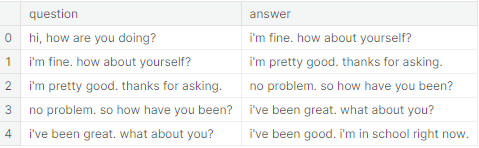 question answer
0 hi, how are you doing? i'm fine. how about yourself?
1 i'm fine. how about yourself? i'm pretty good. thanks for asking.
2 i'm pretty good. thanks for asking. no problem. so how have you been?
3 no problem. so how have you been? i've been great. what about you?
4 i've been great. what about you? i've been good. i'm in school right now.